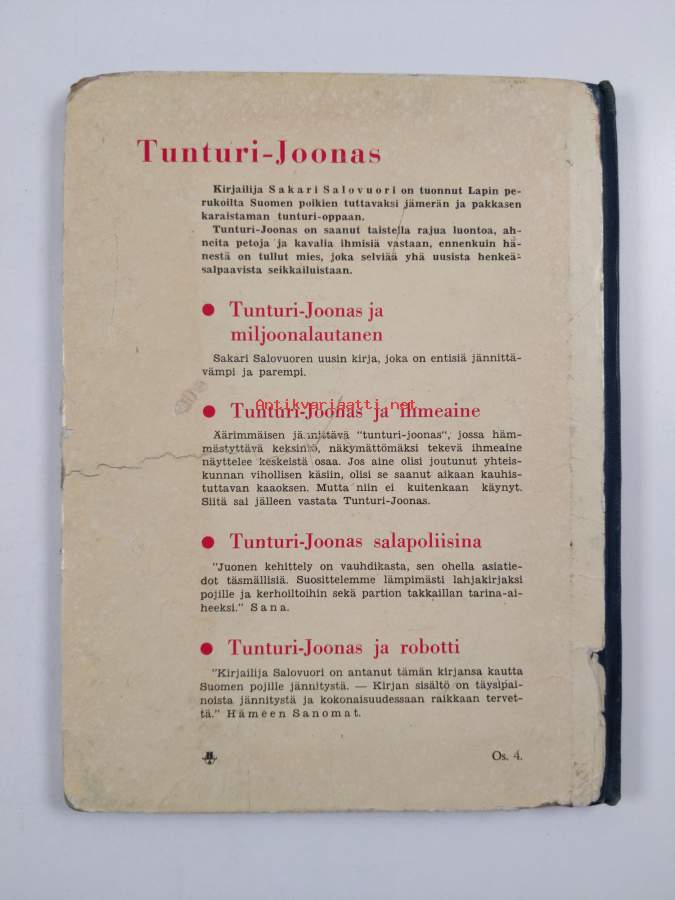 Tunturi-Joonas
Kirjailija Sakari Salovuori on tuonnut Lapin pe-
rukoilta Suomen poikien tuttavaksi jämerän ja pakkasen
karaistaman tunturi-oppaan.
Tunturi-Joonas on saanut taistella rajua luontoa, ah-
neita petoja ja kavalia ihmisiä vastaan, ennenkuin hä-
nestä on tullut mies, joka selviää yhä uusista henkeä-
salpaavista seikkailuistaan.
● Tunturi-Joonas ja
miljoonalautanen
Sakari Salovuoren uusin kirja, joka on entisiä jännittä-
vämpi ja parempi.
Antikvariaatti.net
● Tunturi-Joonas ja ihmeaine
Äärimmäisen jännittävä "tunturi-joonas", jossa häm-
mästyttävä keksintö, näkymättömäksi tekevä ihmeaine
näyttelee keskeistä osaa. Jos aine olisi joutunut yhteis-
kunnan vihollisen käsiin, olisi se saanut aikaan kauhis-
tuttavan kaaoksen. Mutta niin ei kuitenkaan käynyt.
Siitä sai jälleen vastata Tunturi-Joonas.
● Tunturi-Joonas salapoliisina
"Juonen kehittely on vauhdikasta, sen ohella asiatie-
dot täsmällisiä. Suosittelemme lämpimästi lahjakirjaksi
pojille ja kerhoiltoihin sekä partion takkaillan tarina-ai-
heeksi." Sana.
● Tunturi-Joonas ja robotti
"Kirjailija Salovuori on antanut tämän kirjansa kautta
Suomen pojille jännitystä. — Kirjan sisältö on täysipai-
noista jännitystä ja kokonaisuudessaan raikkaan tervet-
tä." Hämeen Sanomat.
Os. 4.